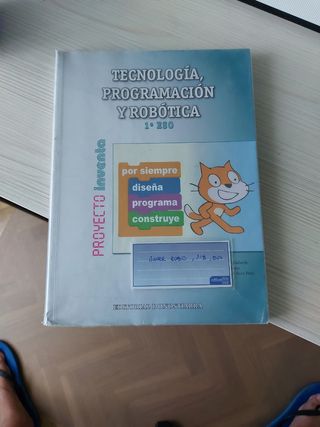 TECNOLOGÍA,
PROGRAMACIÓN
Y ROBÓTICA
1º ESO
PROYECTO inventa
por siempre
diseña
programa
construye
EDITORIAL DONOSTIARRA